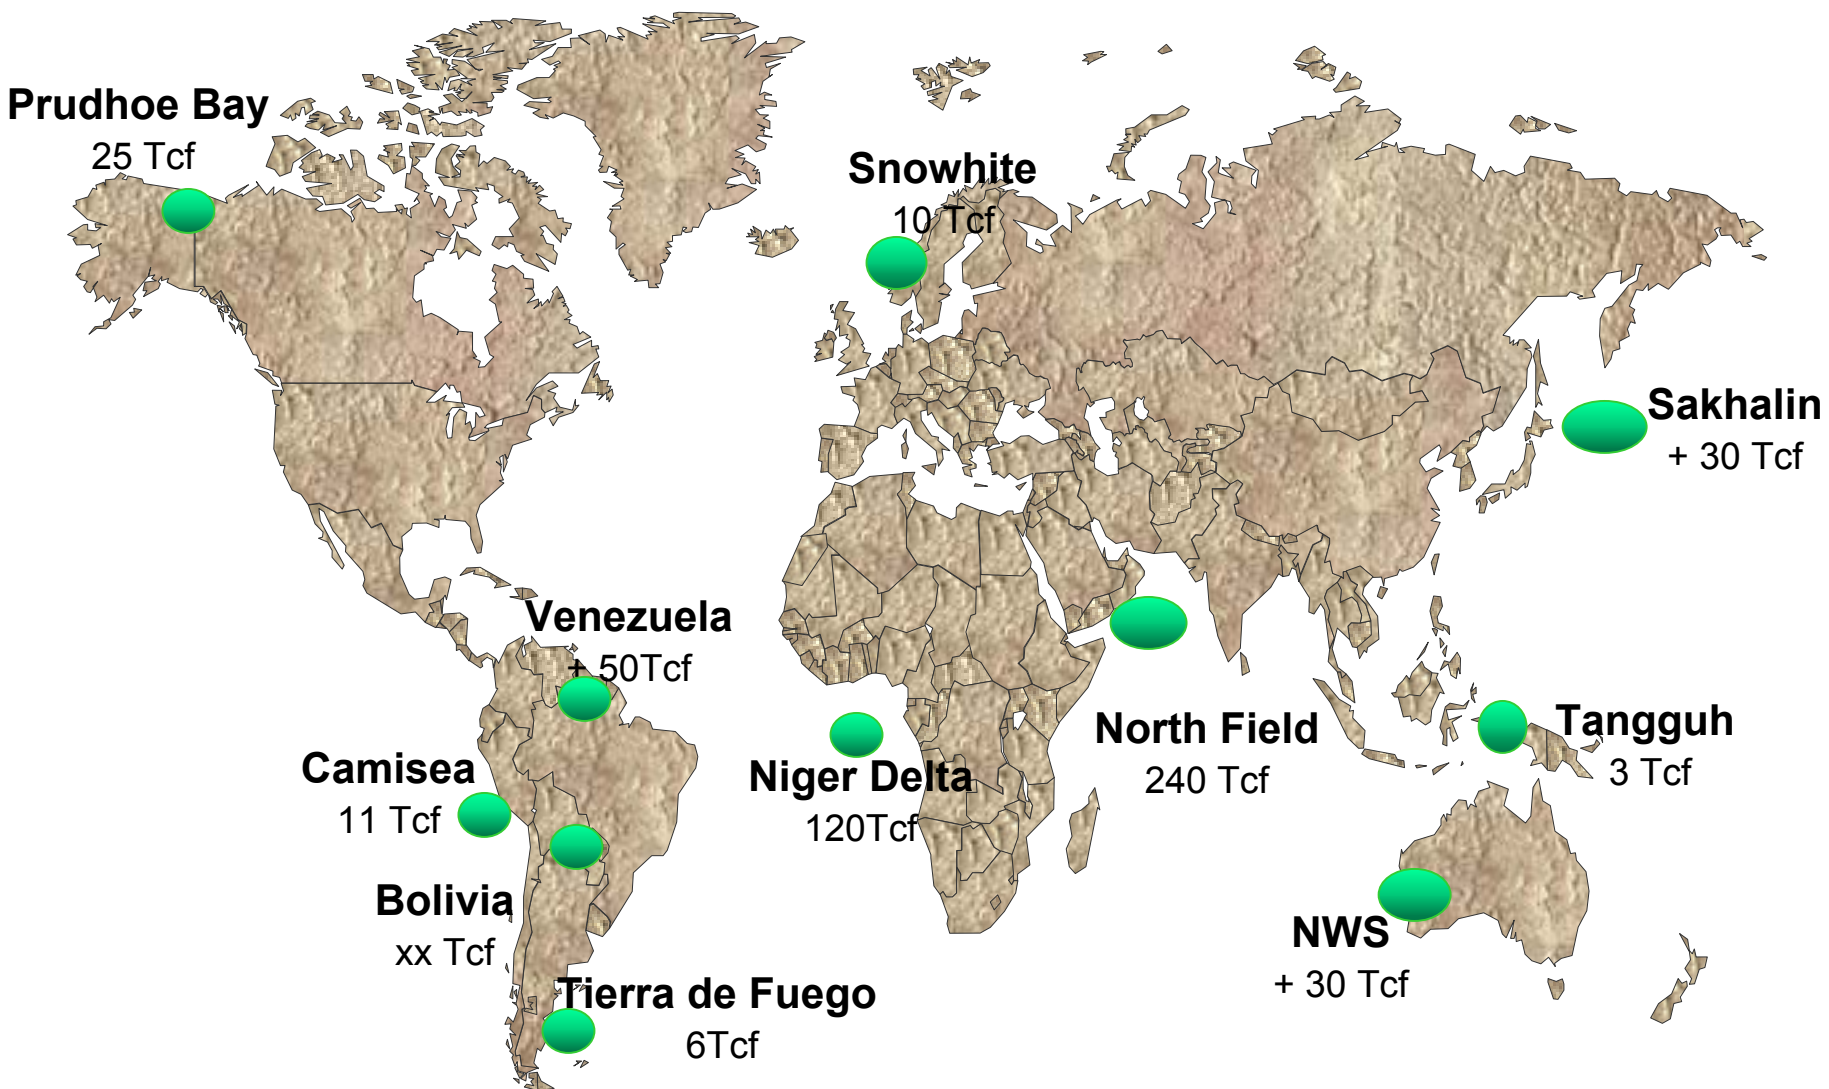 Prudhoe Bay
25 Tcf
Snowhite
10 Tcf
Sakhalin
+ 30 Tcf
Venezuela
+ 50Tcf
Camisea
11 Tcf
Niger Delta
120Tcf
North Field
240 Tcf
Tangguh
3 Tcf
Bolivia
xx Tcf
NWS
+ 30 Tcf
Tierra de Fuego
6Tcf